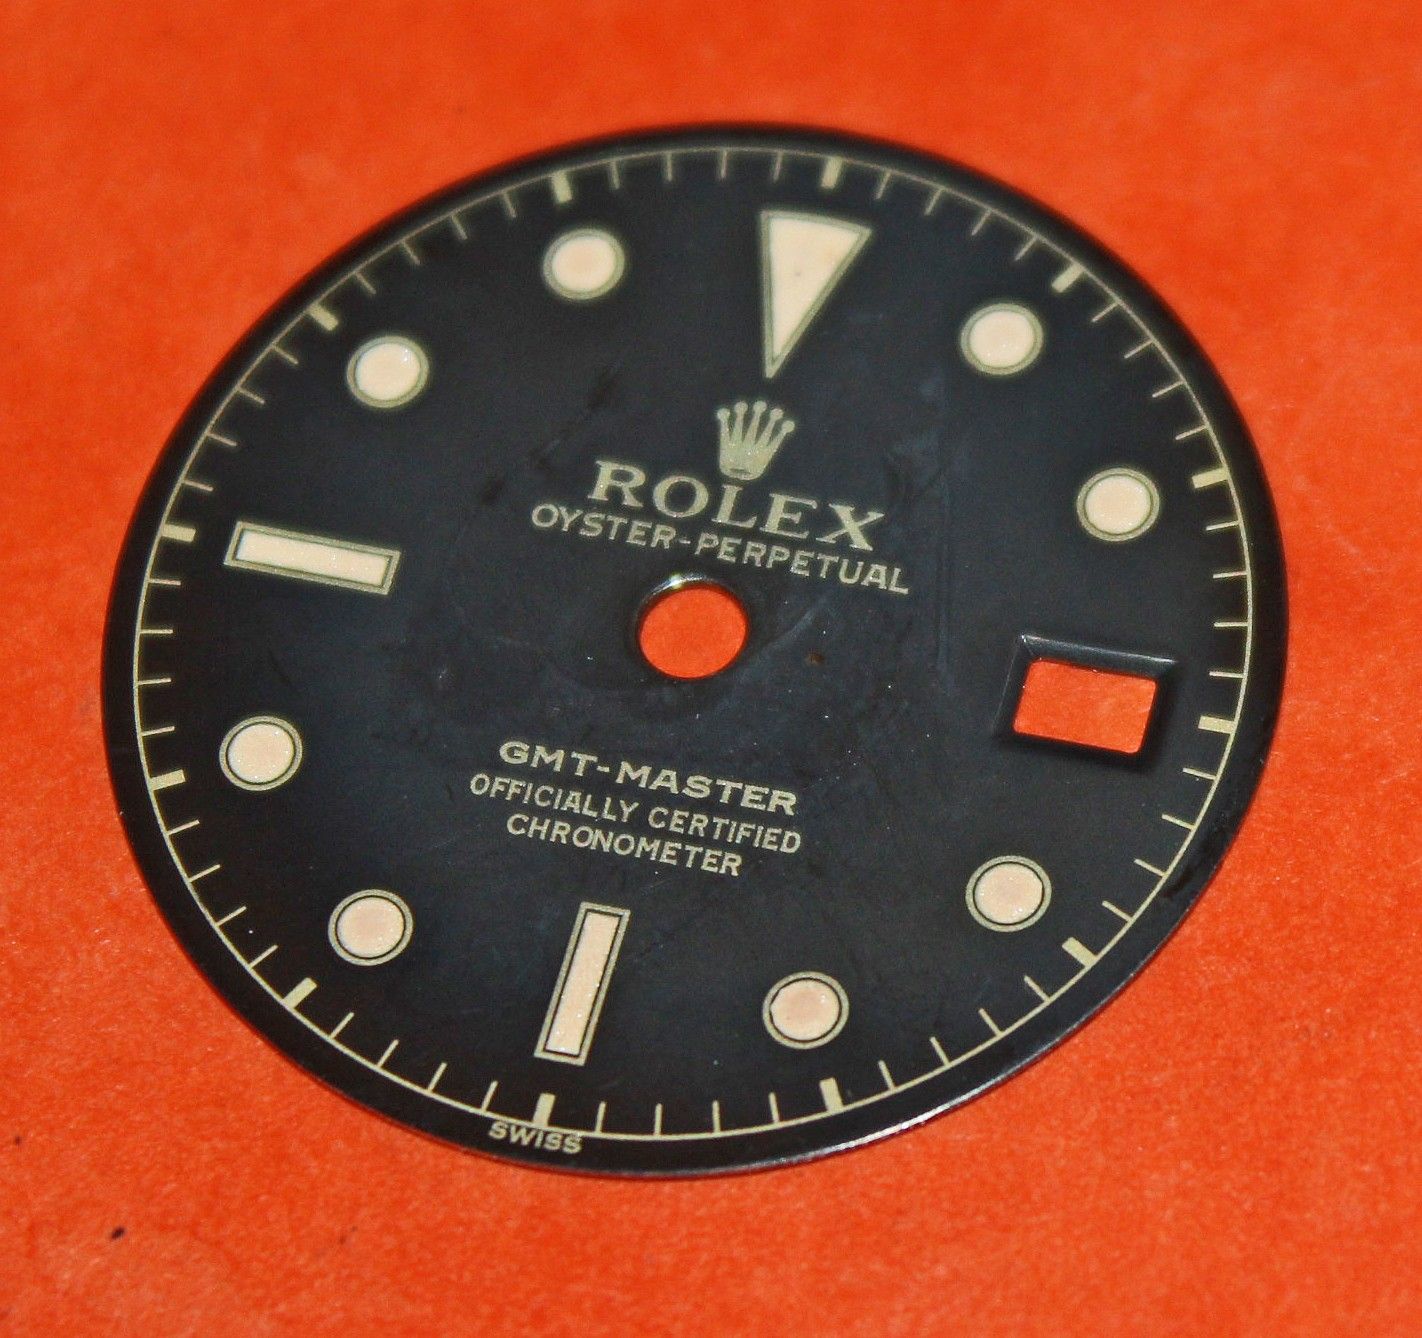 ROLEX
OYSTER-PERPETUAL
GMT-MASTER
OFFICIALLY CERTIFIED
CHRONOMETER
SWISS